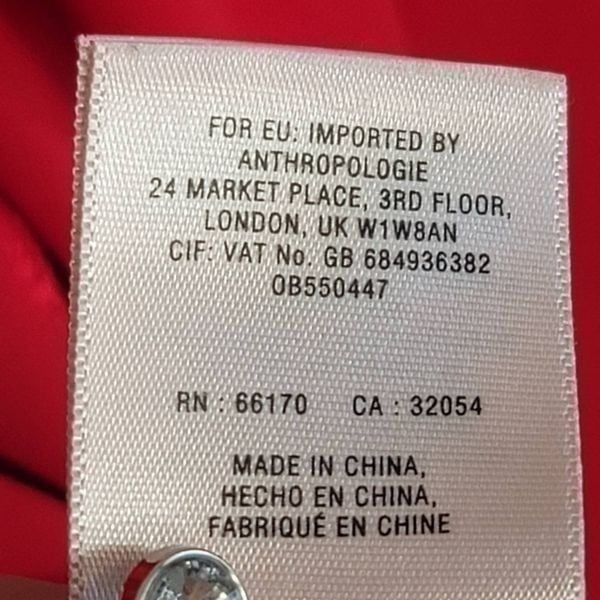 FOR EU: IMPORTED BY
ANTHROPOLOGIE
24 MARKET PLACE, 3RD FLOOR,
LONDON, UK W1W8AN
CIF: VAT No. GB 684936382
0B550447
RN : 66170 CA : 32054
MADE IN CHINA,
HECHO EN CHINA,
FABRIQUÉ EN CHINE